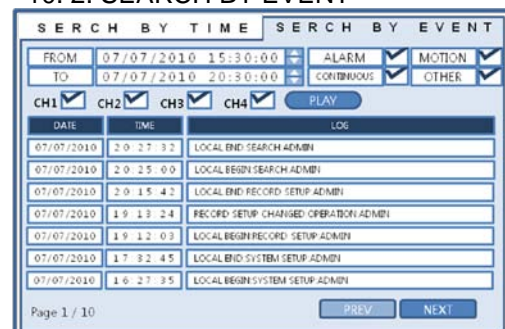 10. 2. SEARCH BY EVENT
SERCH BY TIME SERCH BY EVENT
FROM 07/07/2010 15:30:00 ALARM MOTION
TO 07/07/2010 20:30:00 CONTINUOUS OTHER
CH1 CH2 CH3 CH4 PLAY
DATE TIME LOG
07/07/2010 20:27:32 LOCAL END SEARCH:ADMIN
07/07/2010 20:25:00 LOCAL BEGIN SEARCH:ADMIN
07/07/2010 20:15:42 LOCAL END RECORD SETUP:ADMIN
07/07/2010 19:13:24 RECORD SETUP CHANGED OPERATION:ADMIN
07/07/2010 19:12:03 LOCAL BEGIN RECORD SETUP:ADMIN
07/07/2010 17:32:45 LOCAL END SYSTEM SETUP:ADMIN
07/07/2010 16:27:35 LOCAL BEGIN SYSTEM SETUP:ADMIN
Page 1 / 10 PREV NEXT